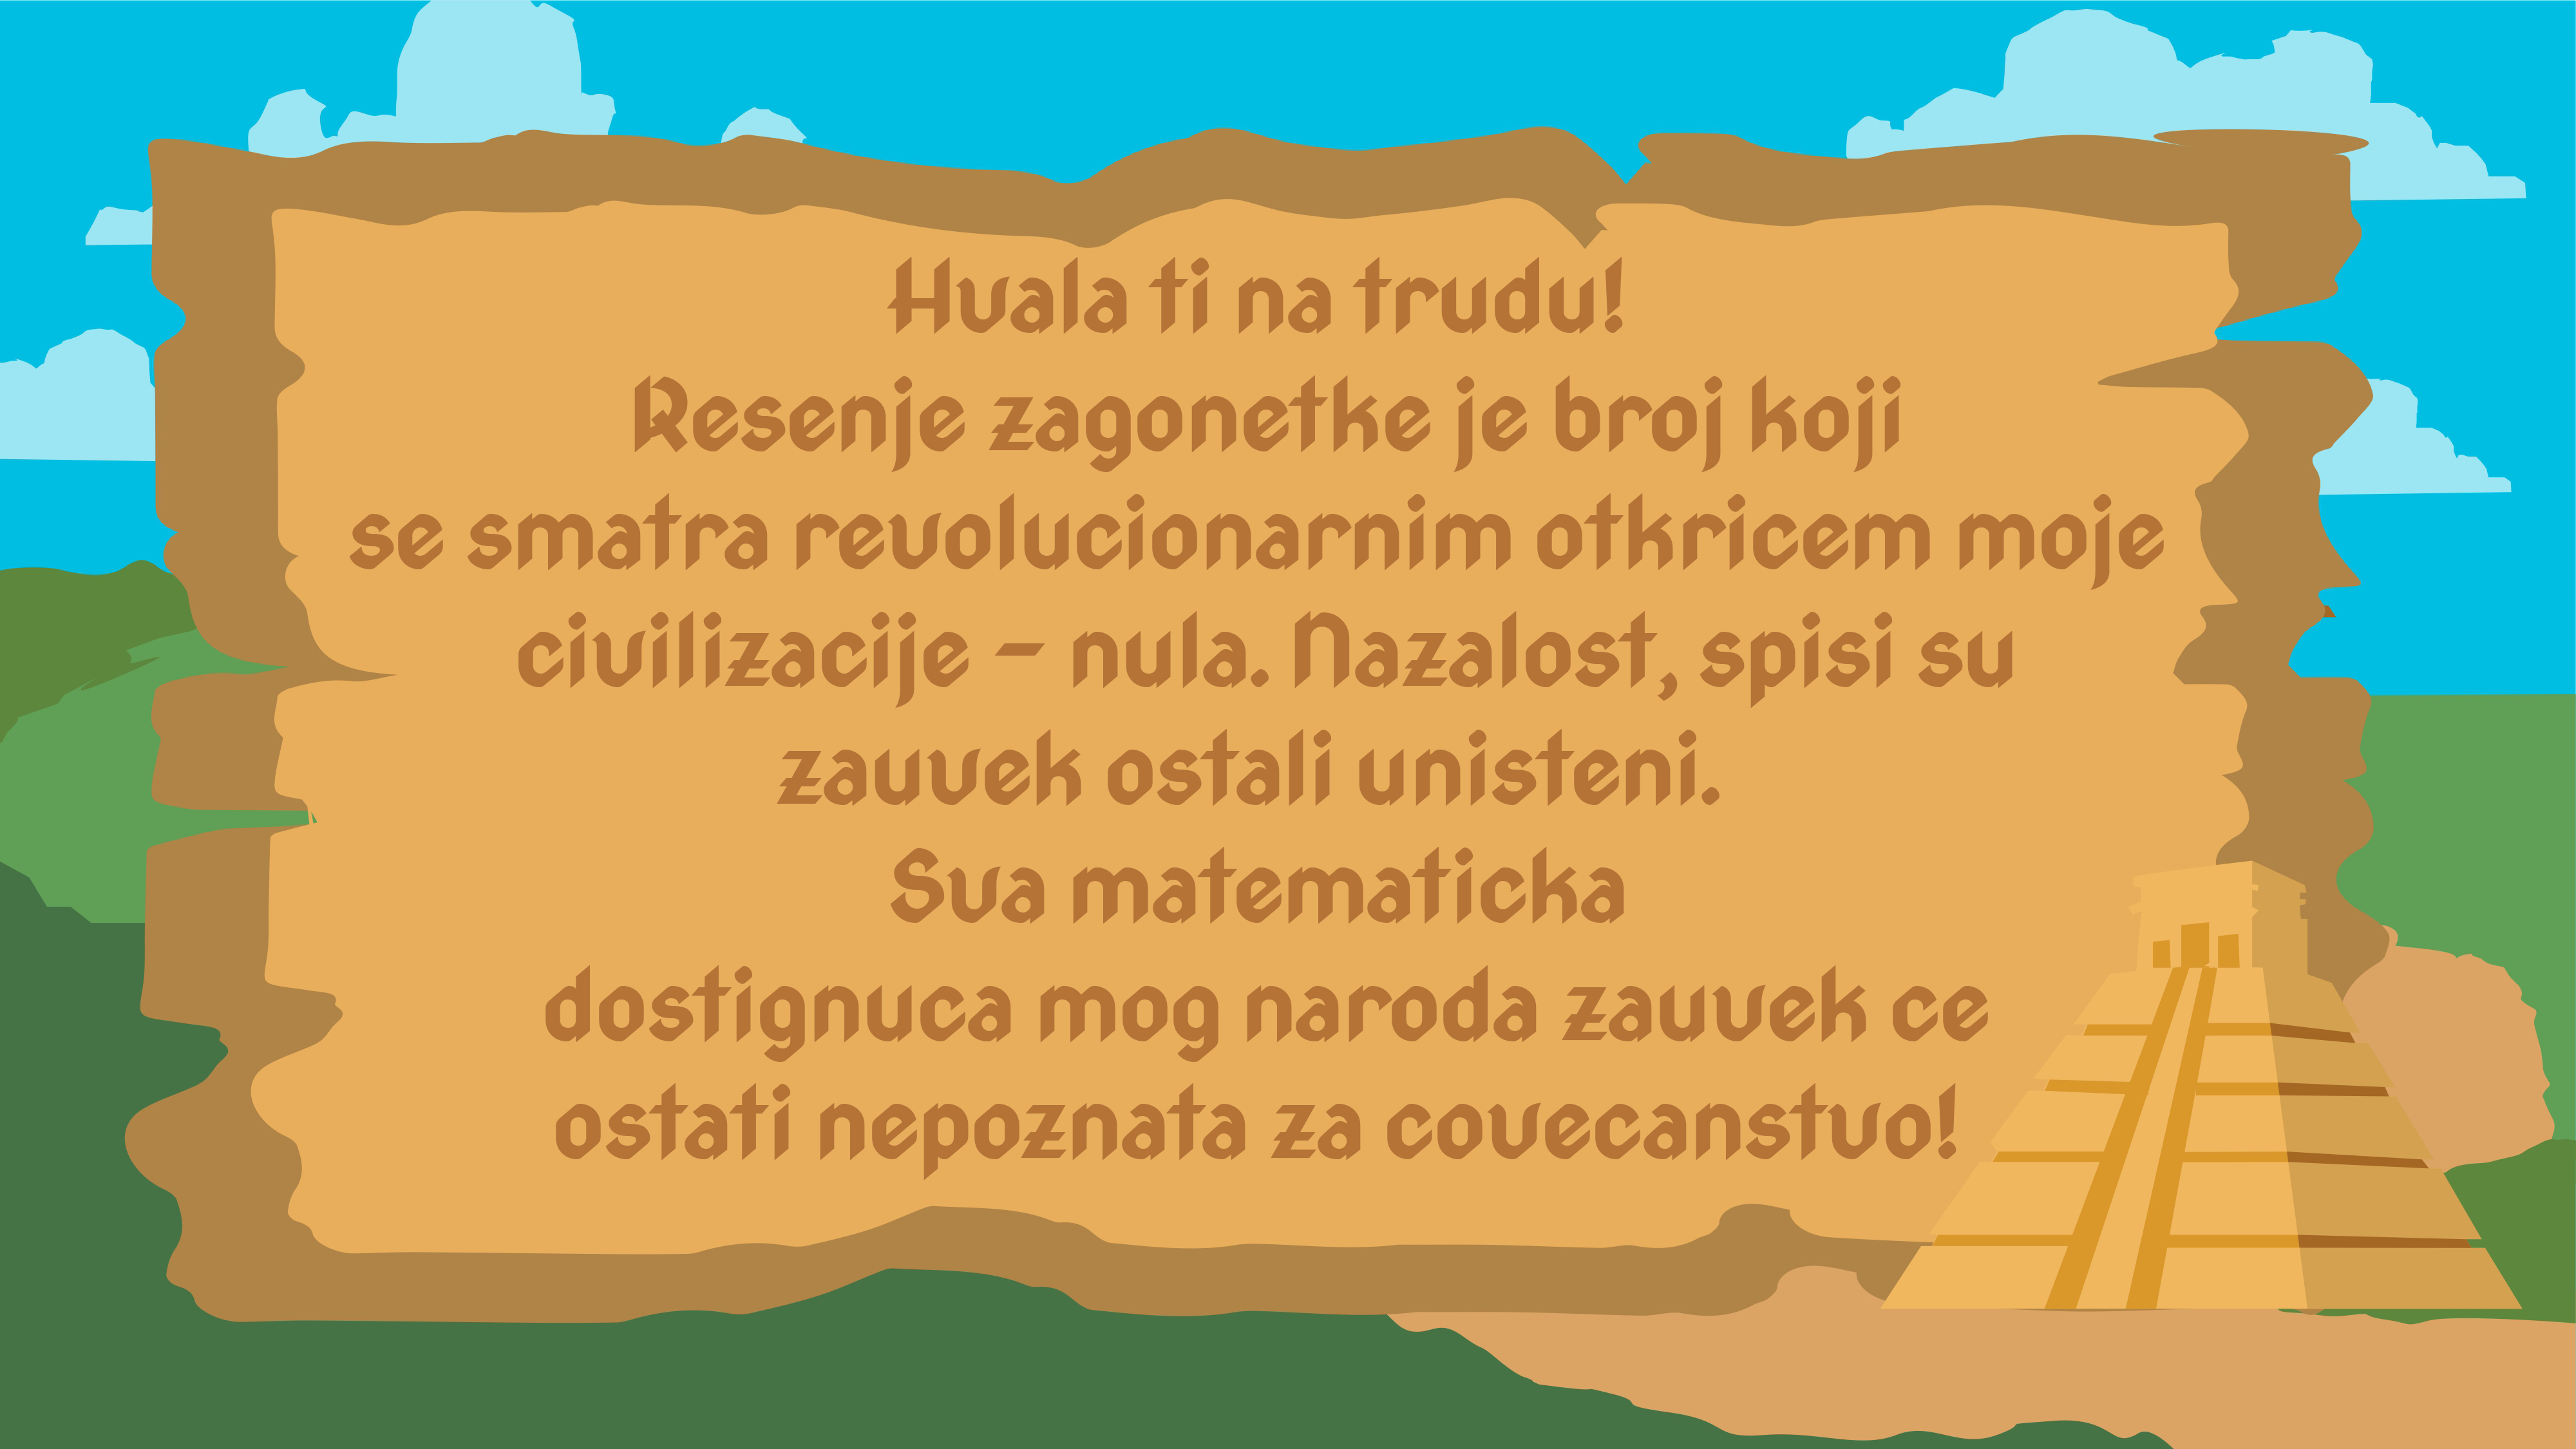 Hvala ti na trudu!
Resenje zagonetke je broj koji
se smatra revolucionarnim otkricem moje
civilizacije – nula. Nazalost, spisi su
zauvek ostali unisteni.
Sva matematicka
dostignuca mog naroda zauvek ce
ostati nepoznata za covecanstvo!